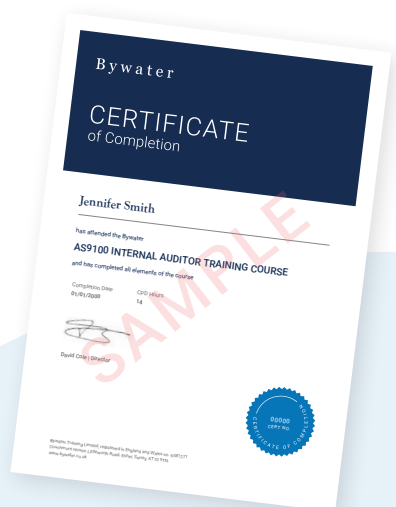 Bywater
CERTIFICATE
of Completion
Jennifer Smith
has attended the Bywater
AS9100 INTERNAL AUDITOR TRAINING COURSE
and has completed all elements of the course
Completion Date
CPD Hours
01/01/2000
14
SAMPLE
David Cole | Director
00000
CERT NO
CERTIFICATE OF COMPLETION
Bywater Training Limited, registered in England and Wales no.
www.bywater.co.uk